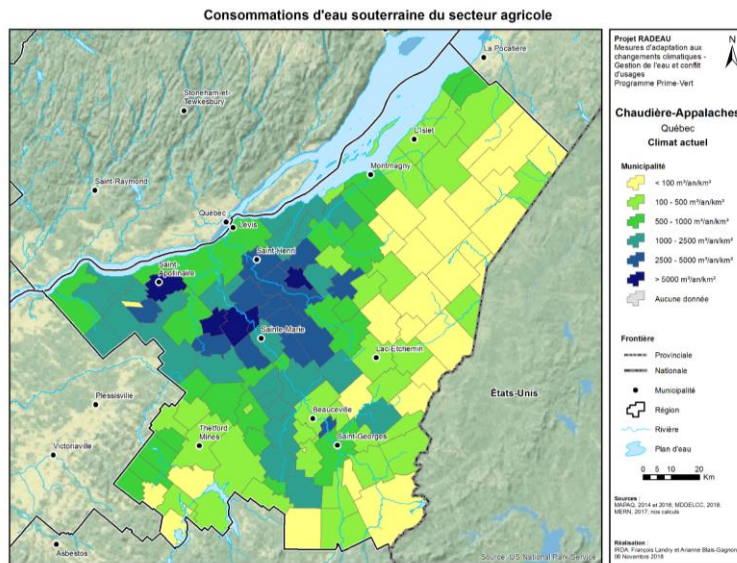 Consommations d'eau souterraine du secteur agricole
La Pocatière
Stoneham-et-
Tewkesbury
L'Islet
Montmagny
Saint-Raymond
Québec
Lévis
Saint-Henri
Saint-
Apollinaire
Sainte-Marie
Lac-Etchemin
Plessisville
États-Unis
Beauceville
Thetford
Mines
Saint-Georges
Victoriaville
Asbestos
Source: US National Park Service
Projet RADEAU
Mesures d'adaptation aux
changements climatiques -
Gestion de l'eau et conflit
d'usages
Programme Prime-Vert
N
Chaudière-Appalaches
Québec
Climat actuel
Municipalité
< 100 m³/an/km²
100 - 500 m³/an/km²
500 - 1000 m³/an/km²
1000 - 2500 m³/an/km²
2500 - 5000 m³/an/km²
> 5000 m³/an/km²
Aucune donnée
Frontière
Provinciale
Nationale
Municipalité
Région
Rivière
Plan d'eau
0 5 10 20
Km
Sources :
MAPAQ, 2014 et 2018; MDDELCC, 2018;
MERN, 2017; nos calculs
Réalisation :
IRDA: François Landry et Arianne Blais-Gagnon
06 Novembre 2018